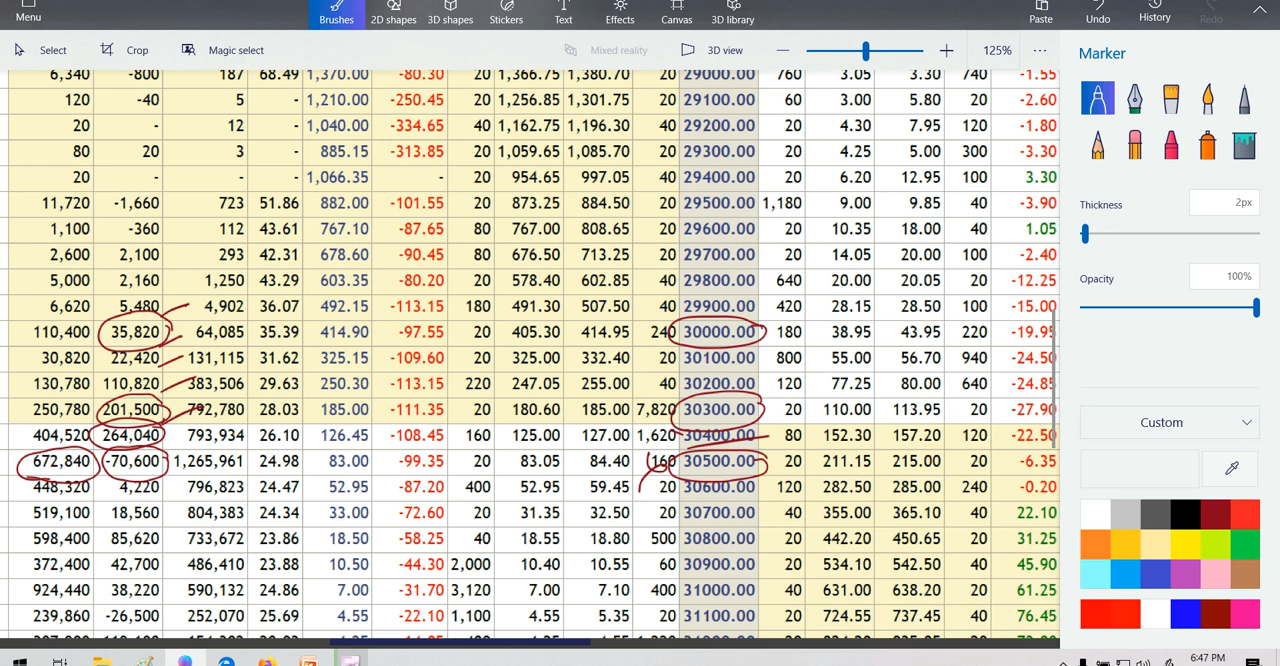 Menu Brushes 2D shapes 3D shapes Stickers Text Effects Canvas 3D library Paste Undo History Redo
Select Crop Magic select Mixed reality 3D view 125% ...
Marker
Thickness 2px
Opacity 100%
Custom
6,340 -800 187 68.49 1,370.00 -80.30 20 1,366.75 1,380.70 20 29000.00 760 3.05 3.30 740 -1.55
120 -40 5 - 1,210.00 -250.45 20 1,256.85 1,301.75 20 29100.00 60 3.00 5.80 20 -2.60
20 - 12 - 1,040.00 -334.65 40 1,162.75 1,196.30 40 29200.00 20 4.30 7.95 120 -1.80
80 20 3 - 885.15 -313.85 20 1,059.65 1,085.70 20 29300.00 20 4.25 5.00 300 -3.30
20 - - - 1,066.35 - 20 954.65 997.05 40 29400.00 20 6.20 12.95 100 3.30
11,720 -1,660 723 51.86 882.00 -101.55 20 873.25 884.50 20 29500.00 1,180 9.00 9.85 40 -3.90
1,100 -360 112 43.61 767.10 -87.65 80 767.00 808.65 20 29600.00 20 10.35 18.00 40 1.05
2,600 2,100 293 42.31 678.60 -90.45 80 676.50 713.25 20 29700.00 20 14.05 20.00 100 -2.40
5,000 2,160 1,250 43.29 603.35 -80.20 20 578.40 602.85 40 29800.00 640 20.00 20.05 20 -12.25
6,620 5,480 4,902 36.07 492.15 -113.15 180 491.30 507.50 40 29900.00 420 28.15 28.50 100 -15.00
110,400 35,820 64,085 35.39 414.90 -97.55 20 405.30 414.95 240 30000.00 180 38.95 43.95 220 -19.95
30,820 22,420 131,115 31.62 325.15 -109.60 20 325.00 332.40 20 30100.00 800 55.00 56.70 940 -24.50
130,780 110,820 383,506 29.63 250.30 -113.15 220 247.05 255.00 40 30200.00 120 77.25 80.00 640 -24.85
250,780 201,500 792,780 28.03 185.00 -111.35 20 180.60 185.00 7,820 30300.00 20 110.00 113.95 20 -27.90
404,520 264,040 793,934 26.10 126.45 -108.45 160 125.00 127.00 1,620 30400.00 80 152.30 157.20 120 -22.50
672,840 -70,600 1,265,961 24.98 83.00 -99.35 20 83.05 84.40 160 30500.00 20 211.15 215.00 20 -6.35
448,320 4,220 796,823 24.47 52.95 -87.20 400 52.95 59.45 20 30600.00 120 282.50 285.00 240 -0.20
519,100 18,560 804,383 24.34 33.00 -72.60 20 31.35 32.50 20 30700.00 40 355.00 365.10 40 22.10
598,400 85,620 733,672 23.86 18.50 -58.25 40 18.55 18.80 500 30800.00 20 442.20 450.65 20 31.25
372,400 42,700 486,410 23.88 10.50 -44.30 2,000 10.40 10.55 60 30900.00 20 534.10 542.50 40 45.90
924,440 38,220 590,132 24.86 7.00 -31.70 3,120 7.00 7.10 400 31000.00 40 631.00 638.20 20 61.25
239,860 -26,500 252,070 25.69 4.55 -22.10 1,100 4.55 5.35 20 31100.00 20 724.55 737.45 40 76.45
6:47 PM